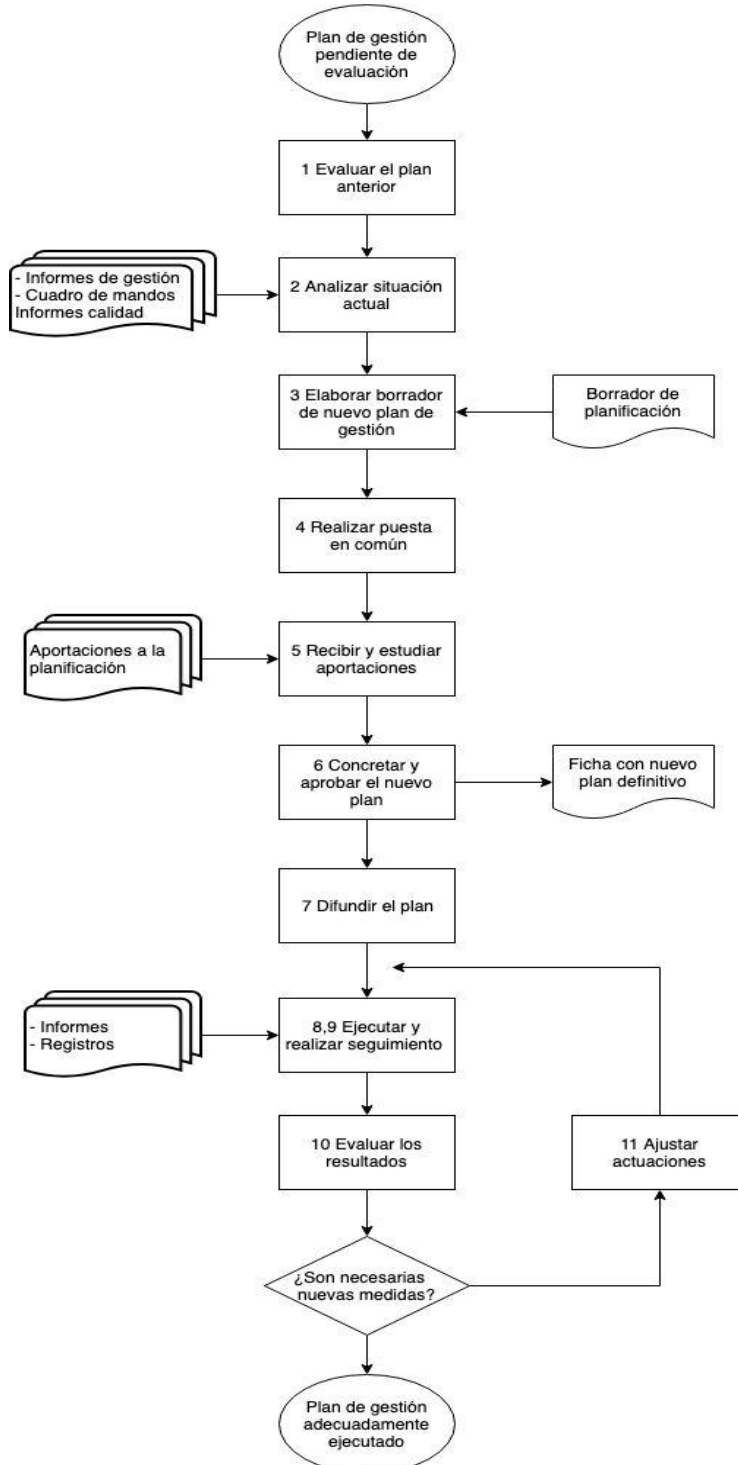 Plan de gestión
pendiente de
evaluación
1 Evaluar el plan
anterior
- Informes de gestión
- Cuadro de mandos
Informes calidad
2 Analizar situación
actual
3 Elaborar borrador
de nuevo plan de
gestión
Borrador de
planificación
4 Realizar puesta
en común
Aportaciones a la
planificación
5 Recibir y estudiar
aportaciones
6 Concretar y
aprobar el nuevo
plan
Ficha con nuevo
plan definitivo
7 Difundir el plan
- Informes
- Registros
8,9 Ejecutar y
realizar seguimiento
10 Evaluar los
resultados
11 Ajustar
actuaciones
¿Son necesarias
nuevas medidas?
Plan de gestión
adecuadamente
ejecutado